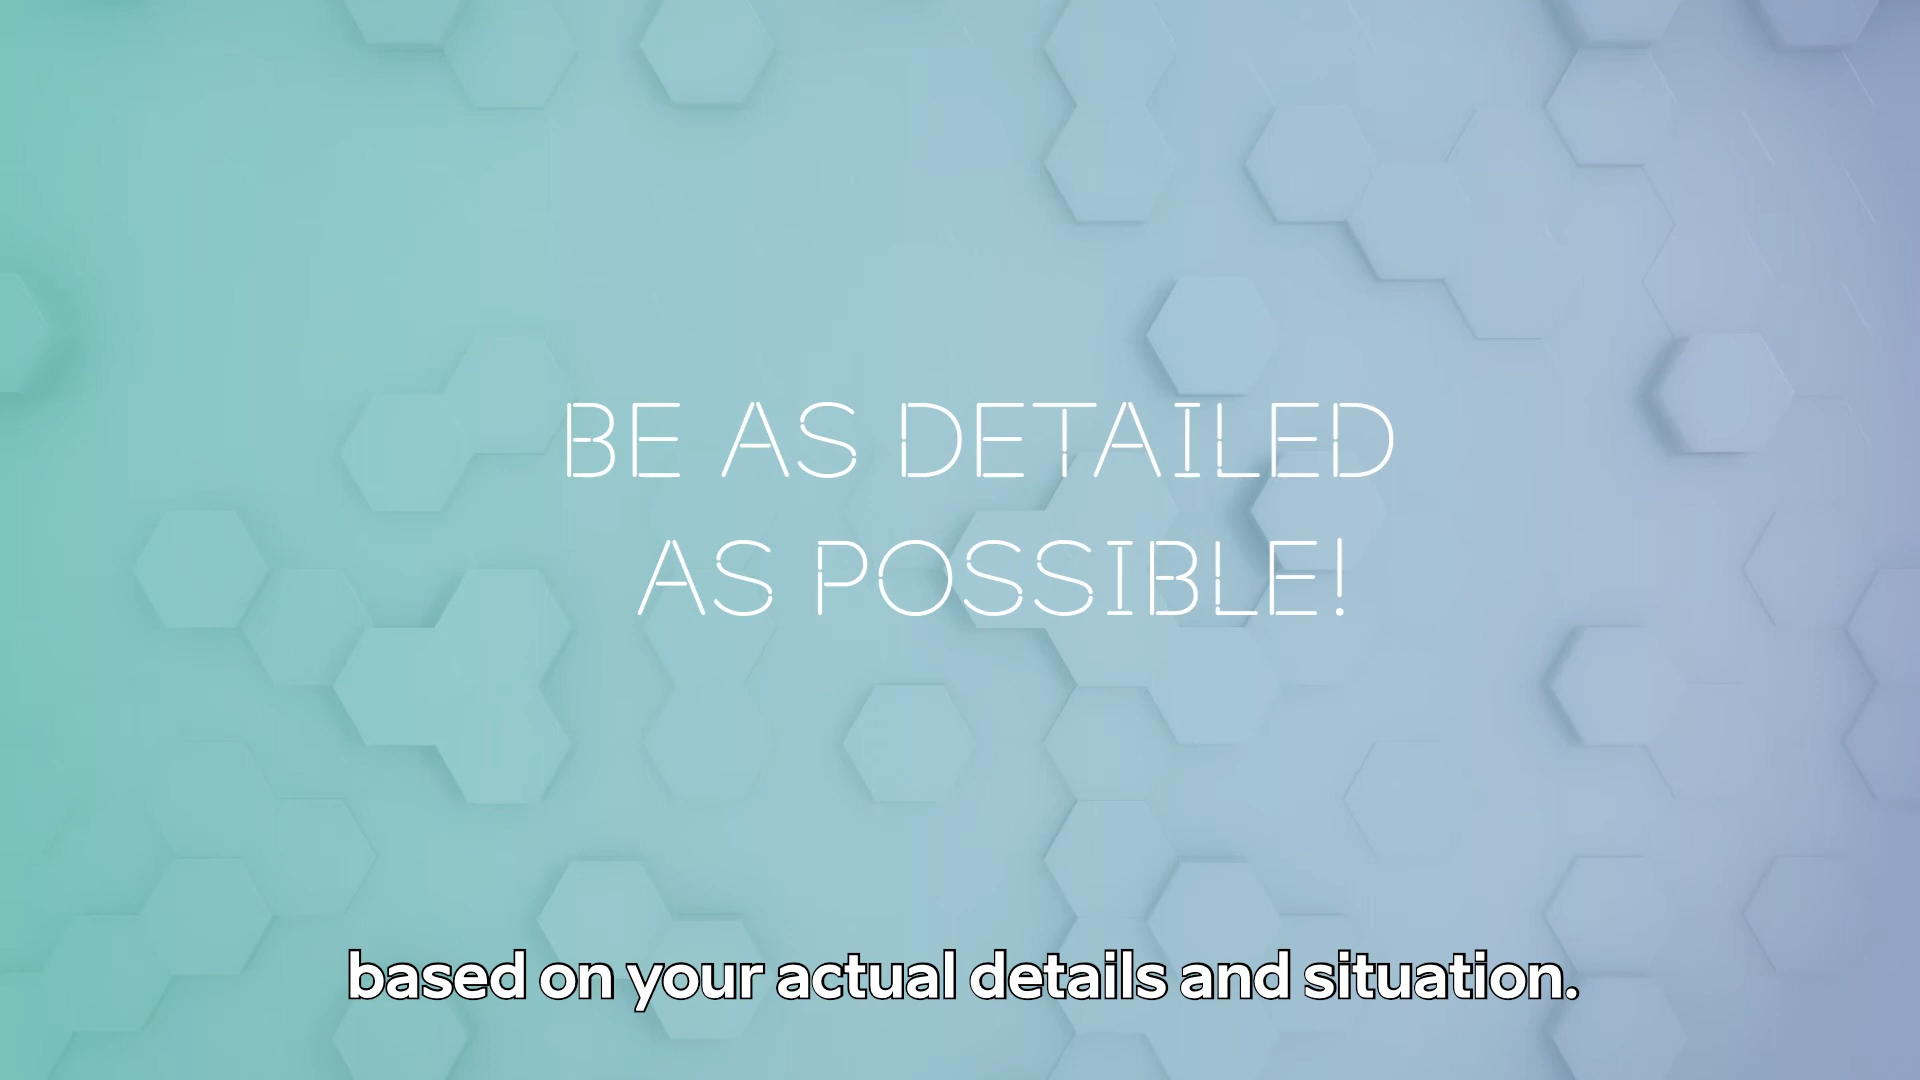 BE AS DETAILED
AS POSSIBLE!
based on your actual details and situation.